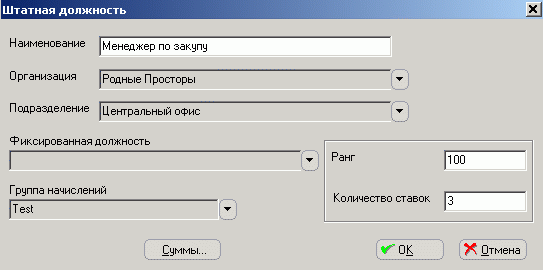 Штатная должность
Наименование Менеджер по закупу
Организация Родные Просторы
Подразделение Центральный офис
Фиксированная должность
Ранг 100
Группа начислений
Количество ставок 3
Test
Суммы... OK Отмена